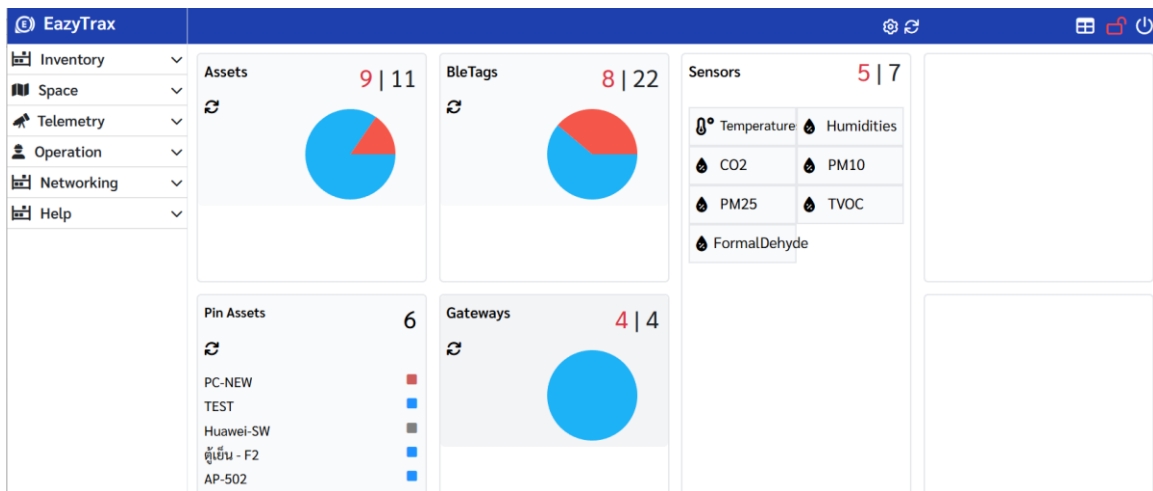 EazyTrax
Inventory
Space
Telemetry
Operation
Networking
Help
Assets
9 | 11
BleTags
8 | 22
Sensors
5 | 7
Temperature
Humidities
CO2
PM10
PM25
TVOC
FormalDehyde
Pin Assets
6
PC-NEW
TEST
Huawei-SW
ตู้เย็น - F2
AP-502
Gateways
4 | 4